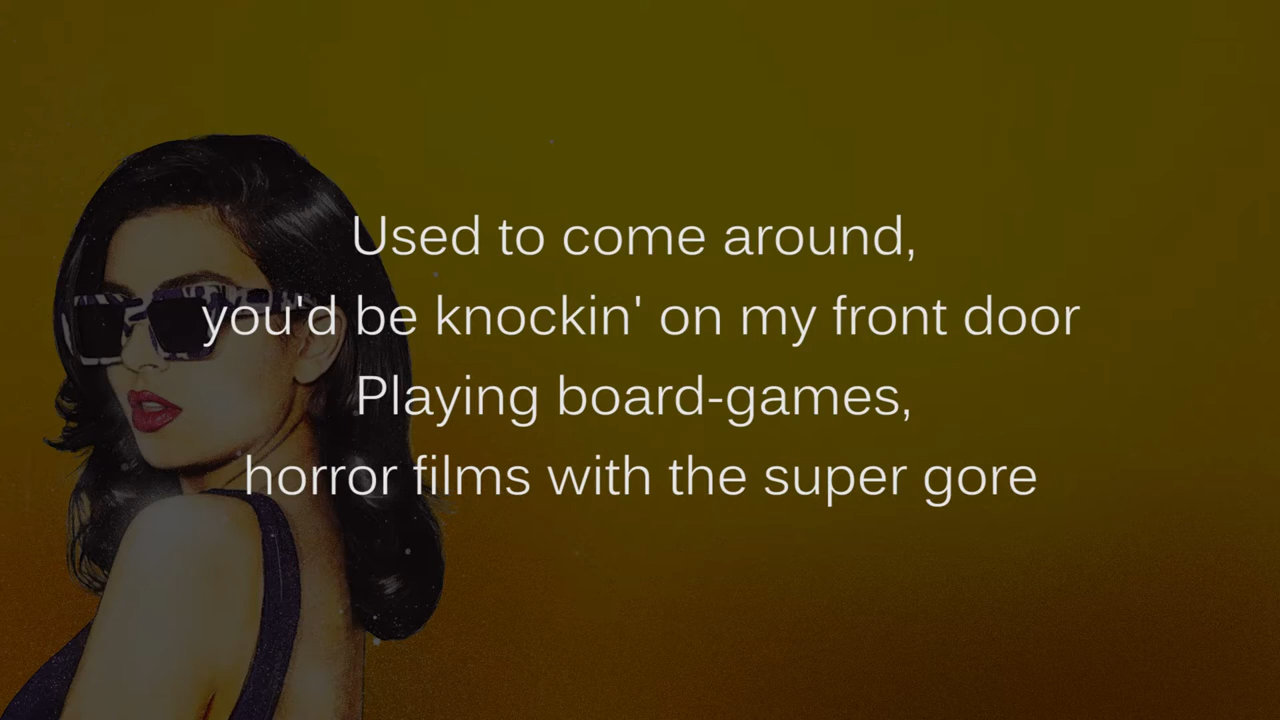 Used to come around,
you'd be knockin' on my front door
Playing board-games,
horror films with the super gore